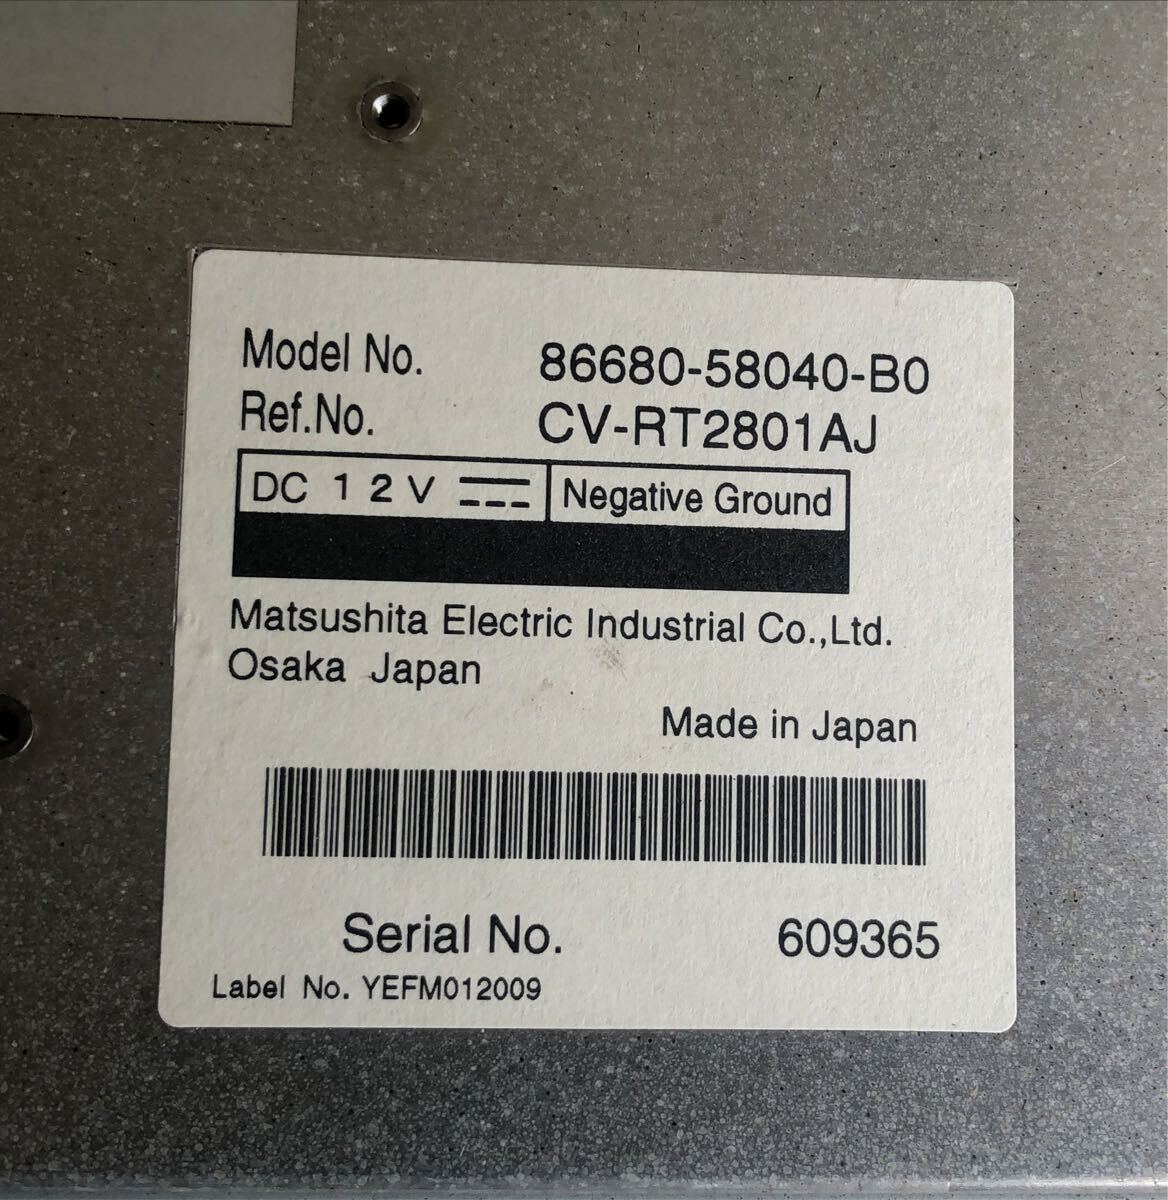 Model No. 86680-58040-B0
Ref.No. CV-RT2801AJ
DC 12V Negative Ground
Matsushita Electric Industrial Co.,Ltd.
Osaka Japan
Made in Japan
Serial No. 609365
Label No. YEFM012009